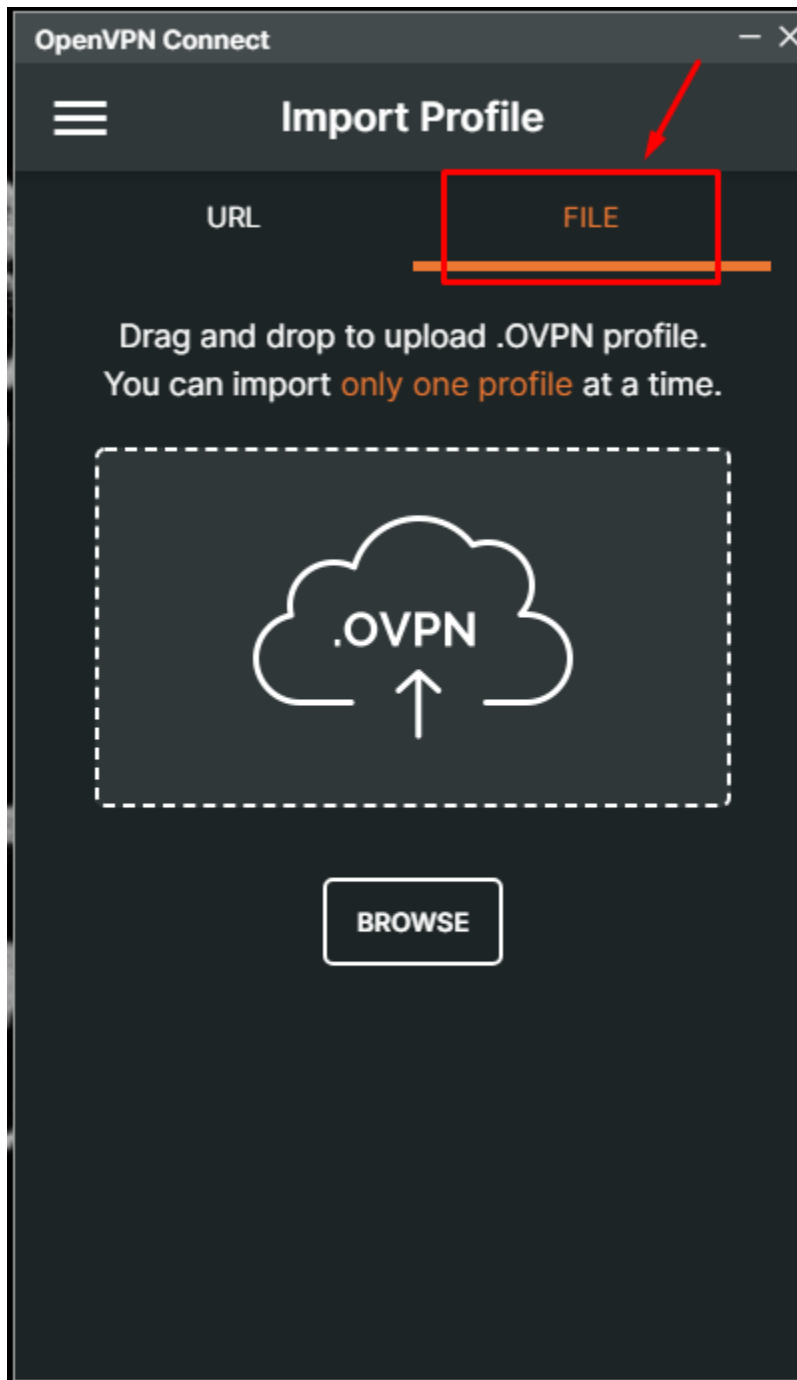 OpenVPN Connect
Import Profile
URL
FILE
Drag and drop to upload .OVPN profile.
You can import only one profile at a time.
.OVPN
BROWSE